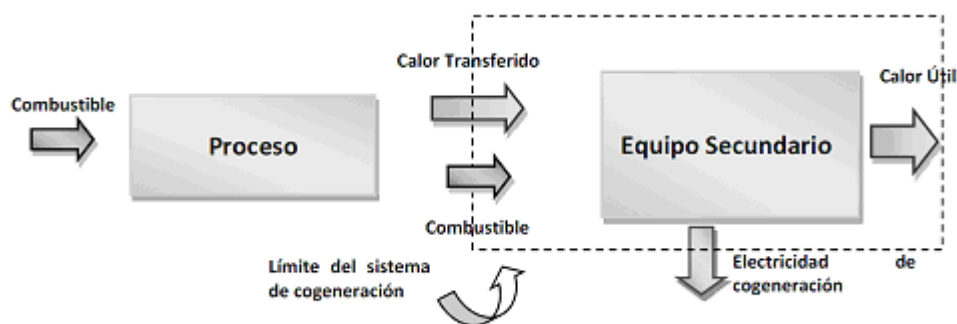 Combustible
Proceso
Calor Transferido
Combustible
Equipo Secundario
Calor Útil
Límite del sistema
de cogeneración
Electricidad de
cogeneración